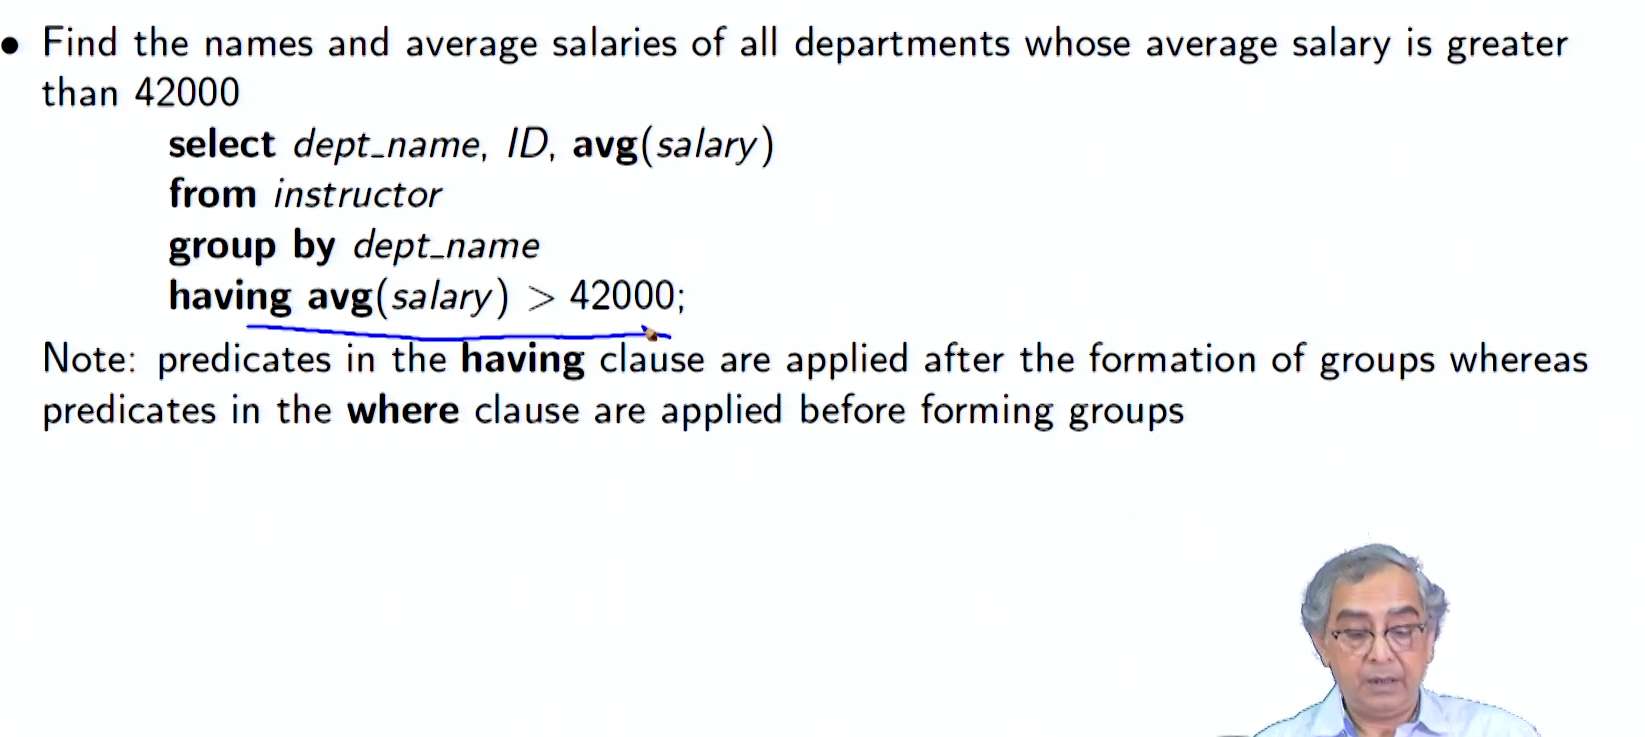 • Find the names and average salaries of all departments whose average salary is greater
than 42000
select dept_name, ID, avg(salary)
from instructor
group by dept_name
having avg(salary) > 42000;
Note: predicates in the having clause are applied after the formation of groups whereas
predicates in the where clause are applied before forming groups